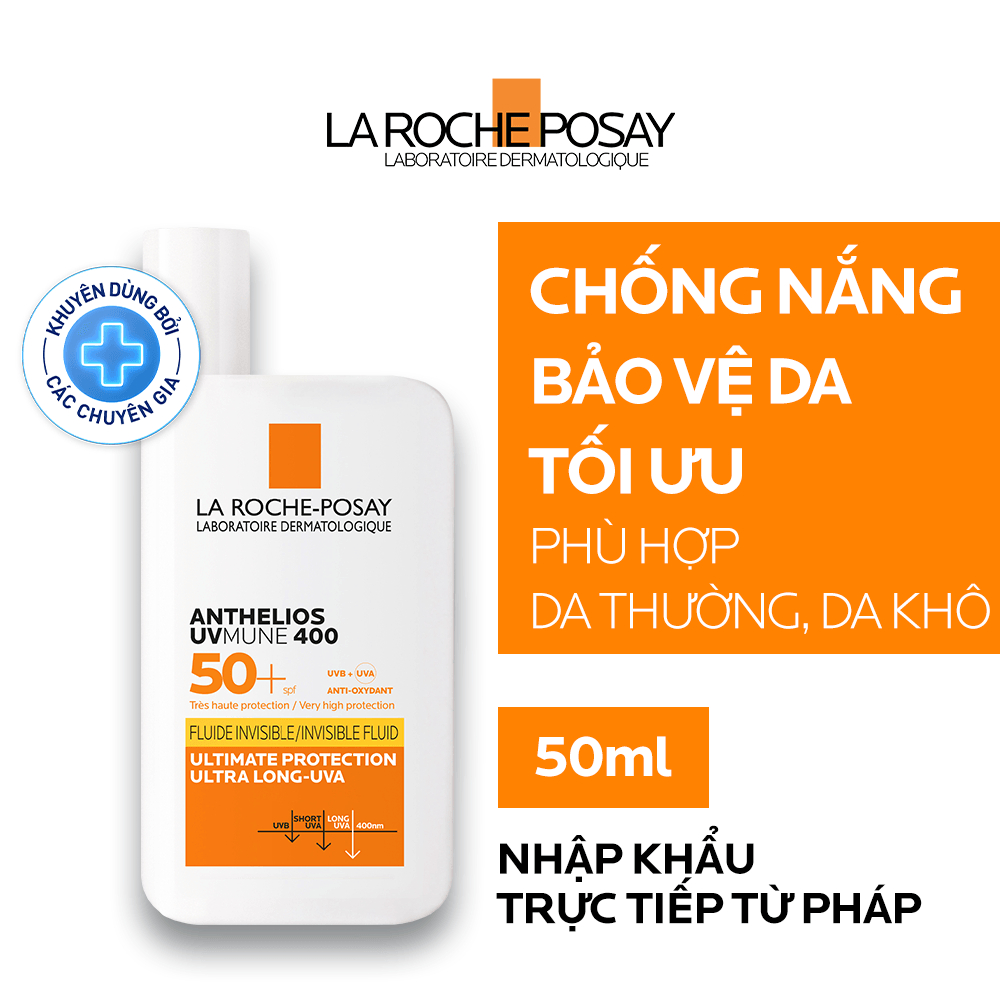 LA ROCHE POSAY
LABORATOIRE DERMATOLOGIQUE
KHUYÊN DÙNG BỞI
CÁC CHUYÊN GIA
LA ROCHE-POSAY
LABORATOIRE DERMATOLOGIQUE
ANTHELIOS
UVMUNE 400
50+ spf
UVB + UVA
ANTI-OXYDANT
Très haute protection / Very high protection
FLUIDE INVISIBLE/INVISIBLE FLUID
ULTIMATE PROTECTION
ULTRA LONG-UVA
UVB
SHORT UVA
LONG UVA
400nm
CHỐNG NẮNG
BẢO VỆ DA
TỐI ƯU
PHÙ HỢP
DA THƯỜNG, DA KHÔ
50ml
NHẬP KHẨU
TRỰC TIẾP TỪ PHÁP